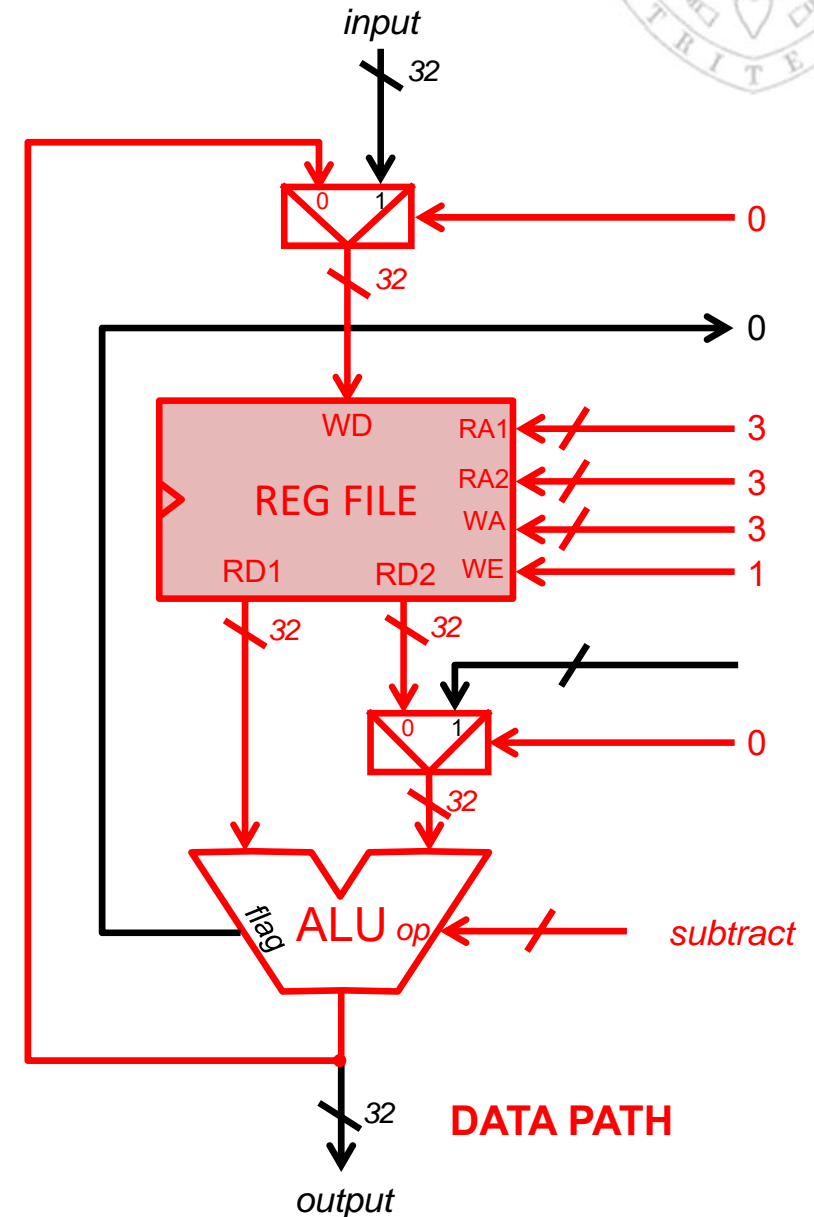 input
32
T R I T E
0 1
0
32
0
WD
RA1
3
RA2
3
REG FILE
WA
3
RD1
RD2
WE
1
32
32
0 1
0
32
flag
ALU
op
subtract
32
DATA PATH
output